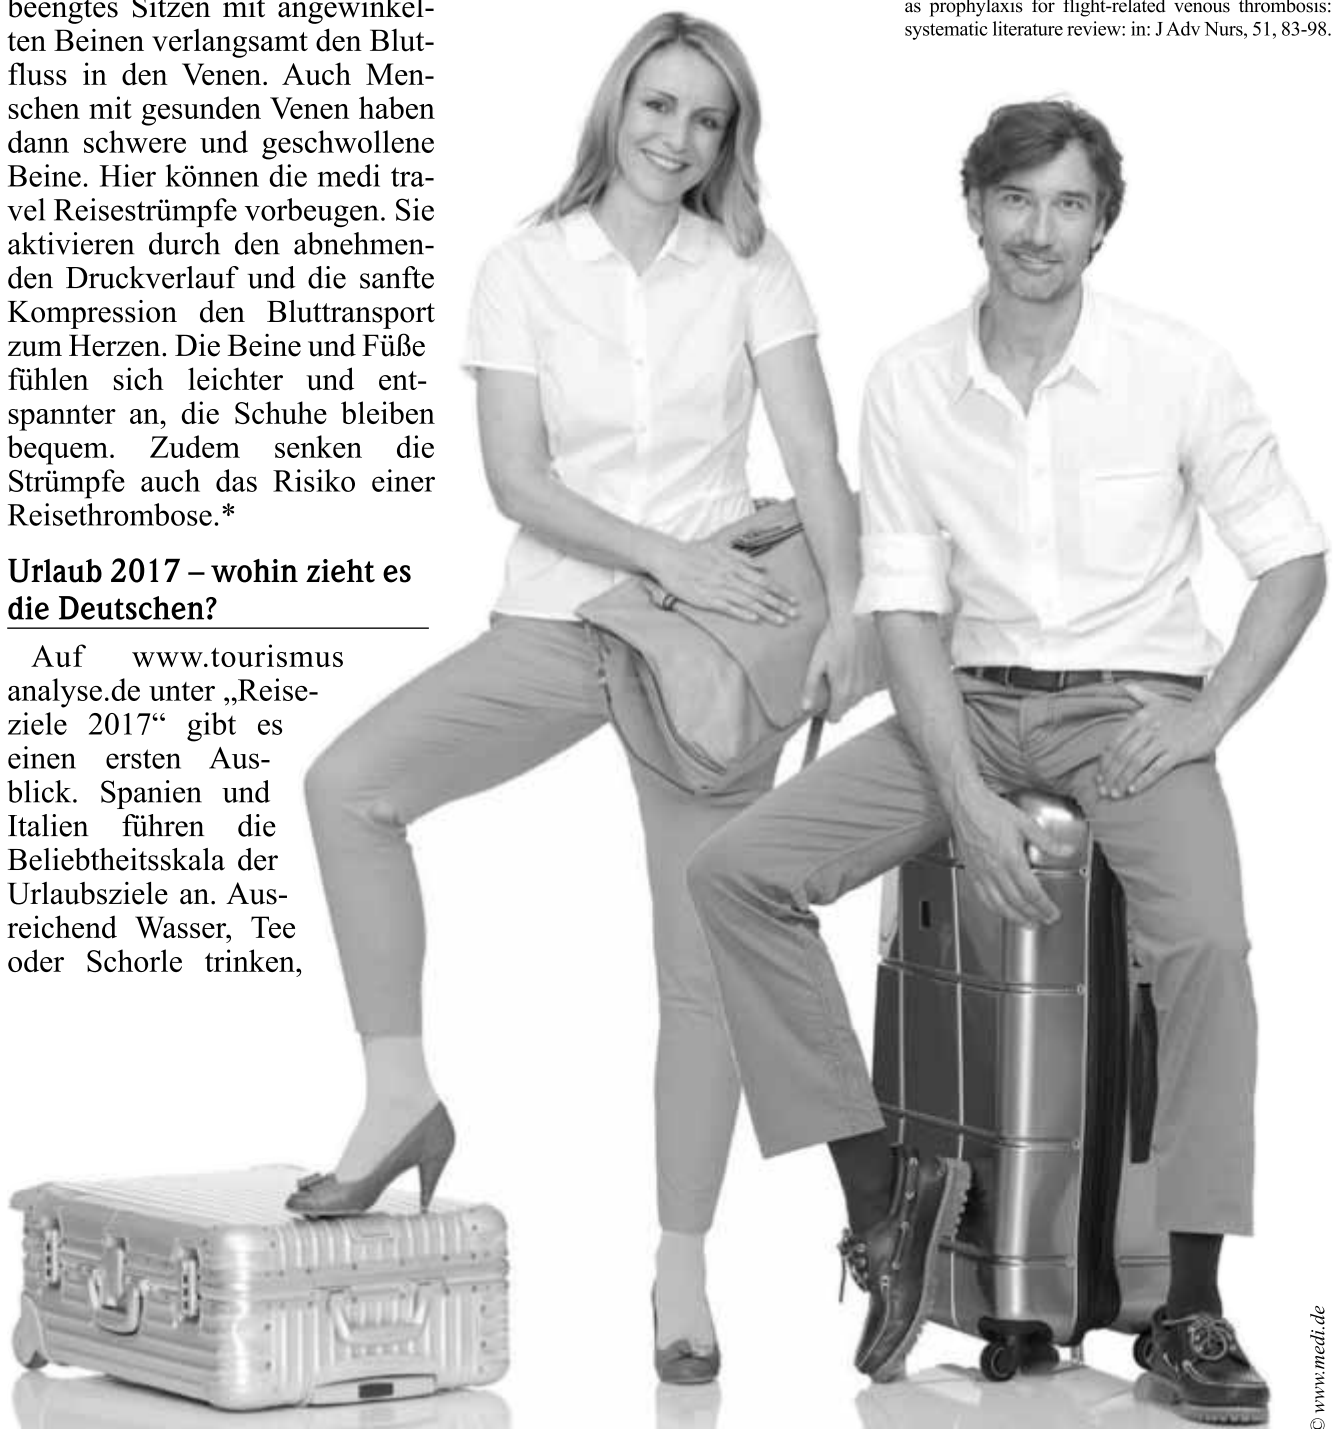 beengtes Sitzen mit angewinkel-
ten Beinen verlangsamt den Blut-
fluss in den Venen. Auch Men-
schen mit gesunden Venen haben
dann schwere und geschwollene
Beine. Hier können die medi tra-
vel Reisestrümpfe vorbeugen. Sie
aktivieren durch den abnehmen-
den Druckverlauf und die sanfte
Kompression den Bluttransport
zum Herzen. Die Beine und Füße
fühlen sich leichter und ent-
spannter an, die Schuhe bleiben
bequem. Zudem senken die
Strümpfe auch das Risiko einer
Reisethrombose.*
Urlaub 2017 – wohin zieht es
die Deutschen?
Auf www.tourismus
analyse.de unter „Reise-
ziele 2017“ gibt es
einen ersten Aus-
blick. Spanien und
Italien führen die
Beliebtheitsskala der
Urlaubsziele an. Aus-
reichend Wasser, Tee
oder Schorle trinken,
as prophylaxis for flight-related venous thrombosis:
systematic literature review: in: J Adv Nurs, 51, 83-98.
© www.medi.de